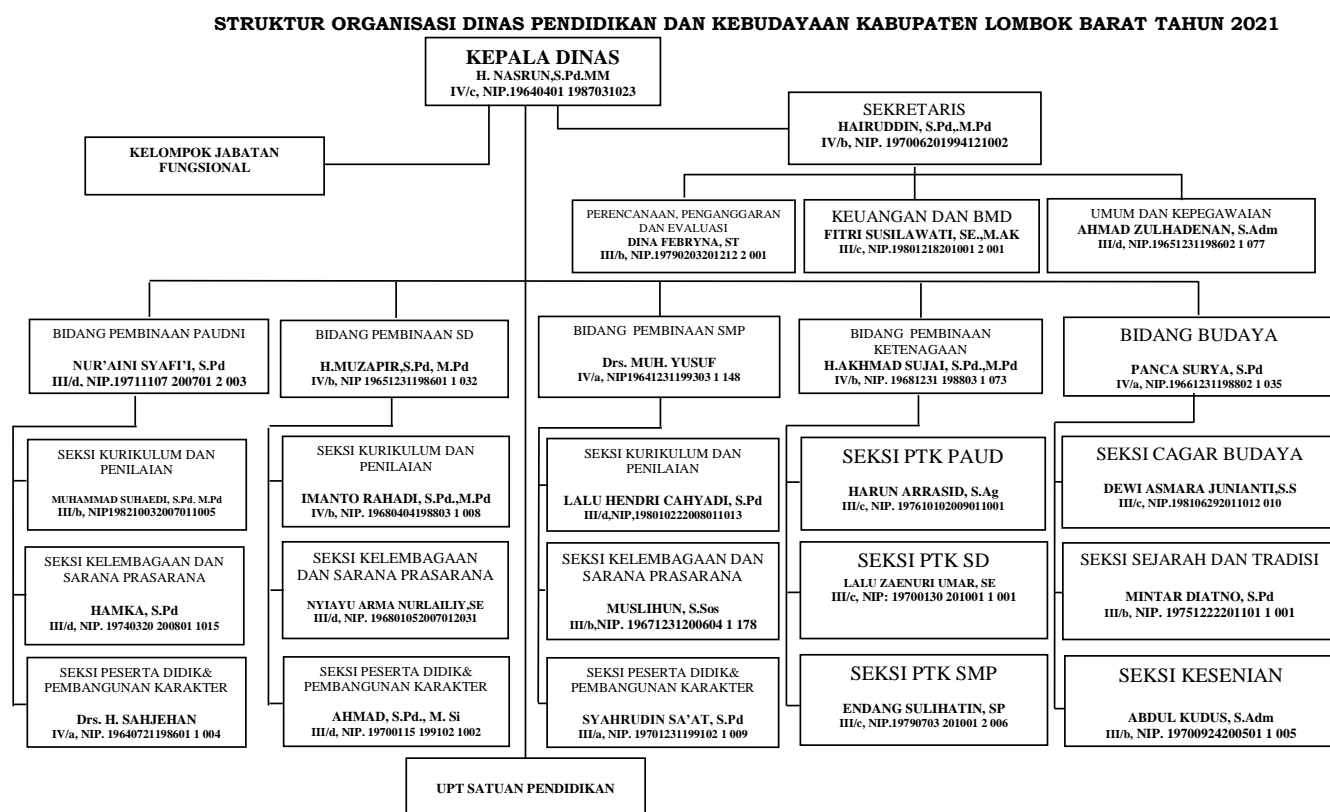 STRUKTUR ORGANISASI DINAS PENDIDIKAN DAN KEBUDAYAAN KABUPATEN LOMBOK BARAT TAHUN 2021
KEPALA DINAS
H. NASRUN,S.Pd.MM
IV/c, NIP.19640401 1987031023
SEKRETARIS
HAIRUDDIN, S.Pd,.M.Pd
IV/b, NIP. 197006201994121002
KELOMPOK JABATAN
FUNGSIONAL
PERENCANAAN, PENGANGGARAN
DAN EVALUASI
DINA FEBRYNA, ST
III/b, NIP.19790203201212 2 001
KEUANGAN DAN BMD
FITRI SUSILAWATI, SE.,M.AK
III/c, NIP.19801218201001 2 001
UMUM DAN KEPEGAWAIAN
AHMAD ZULHADENAN, S.Adm
III/d, NIP.19651231198602 1 077
BIDANG PEMBINAAN PAUDNI
NUR’AINI SYAFI’I, S.Pd
III/d, NIP.19711107 200701 2 003
BIDANG PEMBINAAN SD
H.MUZAPIR,S.Pd, M.Pd
IV/b, NIP 19651231198601 1 032
BIDANG PEMBINAAN SMP
Drs. MUH. YUSUF
IV/a, NIP19641231199303 1 148
BIDANG PEMBINAAN
KETENAGAAN
H.AKHMAD SUJAI, S.Pd.,M.Pd
IV/b, NIP. 19681231 198803 1 073
BIDANG BUDAYA
PANCA SURYA, S.Pd
IV/a, NIP.19661231198802 1 035
SEKSI KURIKULUM DAN
PENILAIAN
MUHAMMAD SUHAEDI, S.Pd, M.Pd
III/b, NIP198210032007011005
SEKSI KURIKULUM DAN
PENILAIAN
IMANTO RAHADI, S.Pd.,M.Pd
IV/b, NIP. 19680404198803 1 008
SEKSI KURIKULUM DAN
PENILAIAN
LALU HENDRI CAHYADI, S.Pd
III/d,NIP,198010222008011013
SEKSI PTK PAUD
HARUN ARRASID, S.Ag
III/c, NIP. 197610102009011001
SEKSI CAGAR BUDAYA
DEWI ASMARA JUNIANTI,S.S
III/c, NIP.198106292011012 010
SEKSI KELEMBAGAAN DAN
SARANA PRASARANA
HAMKA, S.Pd
III/d, NIP. 19740320 200801 1015
SEKSI KELEMBAGAAN
DAN SARANA PRASARANA
NYIAYU ARMA NURLAILIY,SE
III/d, NIP. 196801052007012031
SEKSI KELEMBAGAAN DAN
SARANA PRASARANA
MUSLIHUN, S.Sos
III/b,NIP. 19671231200604 1 178
SEKSI PTK SD
LALU ZAENURI UMAR, SE
III/c, NIP: 19700130 201001 1 001
SEKSI SEJARAH DAN TRADISI
MINTAR DIATNO, S.Pd
III/b, NIP. 19751222201101 1 001
SEKSI PESERTA DIDIK&
PEMBANGUNAN KARAKTER
Drs. H. SAHJEHAN
IV/a, NIP. 19640721198601 1 004
SEKSI PESERTA DIDIK&
PEMBANGUNAN KARAKTER
AHMAD, S.Pd., M. Si
III/d, NIP. 19700115 199102 1002
SEKSI PESERTA DIDIK&
PEMBANGUNAN KARAKTER
SYAHRUDIN SA’AT, S.Pd
III/a, NIP. 19701231199102 1 009
SEKSI PTK SMP
ENDANG SULIHATIN, SP
III/c, NIP.19790703 201001 2 006
SEKSI KESENIAN
ABDUL KUDUS, S.Adm
III/b, NIP. 19700924200501 1 005
UPT SATUAN PENDIDIKAN